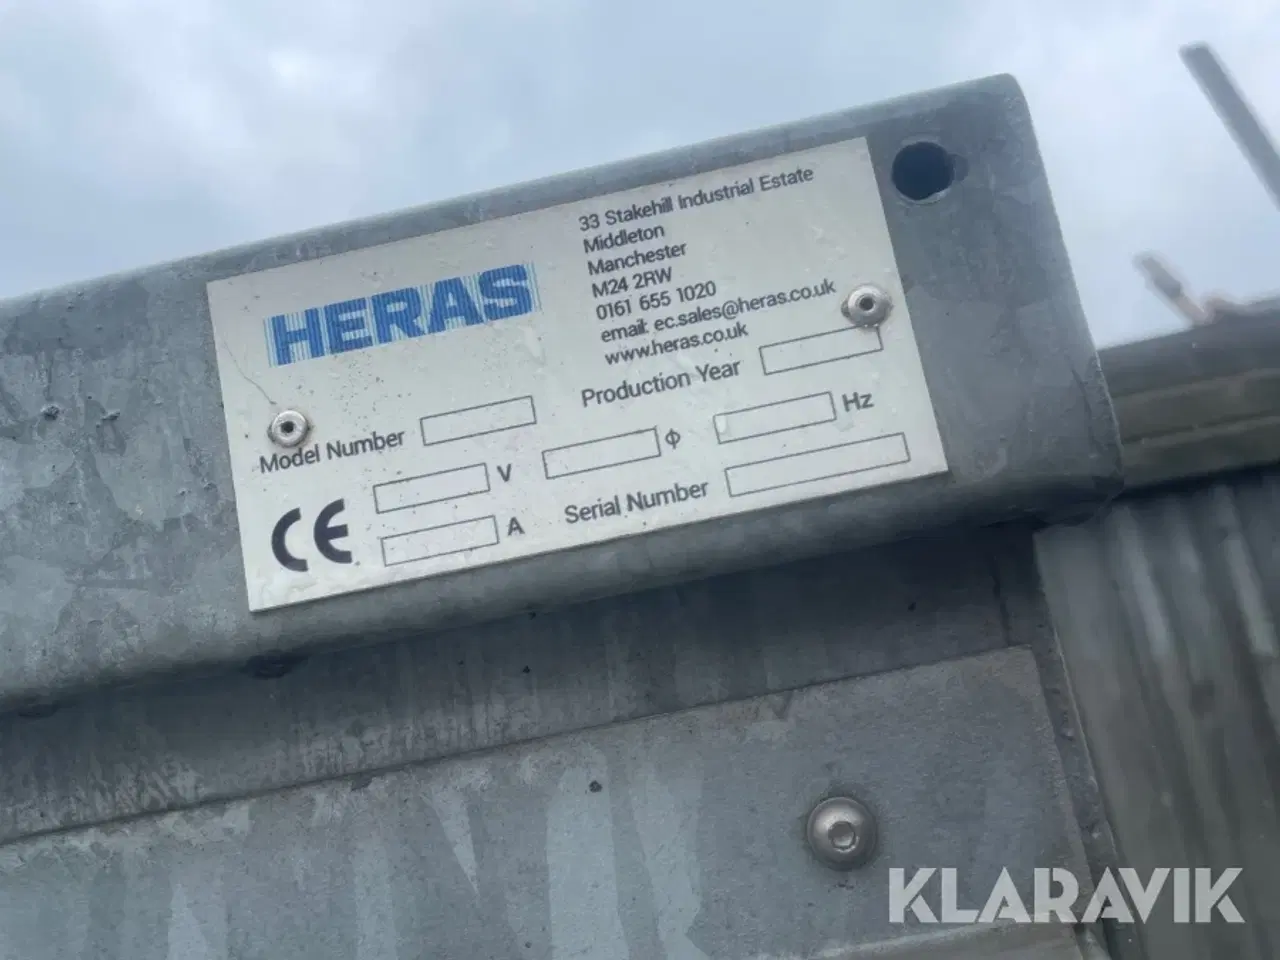 HERAS
33 Stakehill Industrial Estate
Middleton
Manchester
M24 2RW
0161 655 1020
email: ec.sales@heras.co.uk
www.heras.co.uk
Model Number
Production Year
V
φ
Hz
CE
A
Serial Number
KLARAVIK